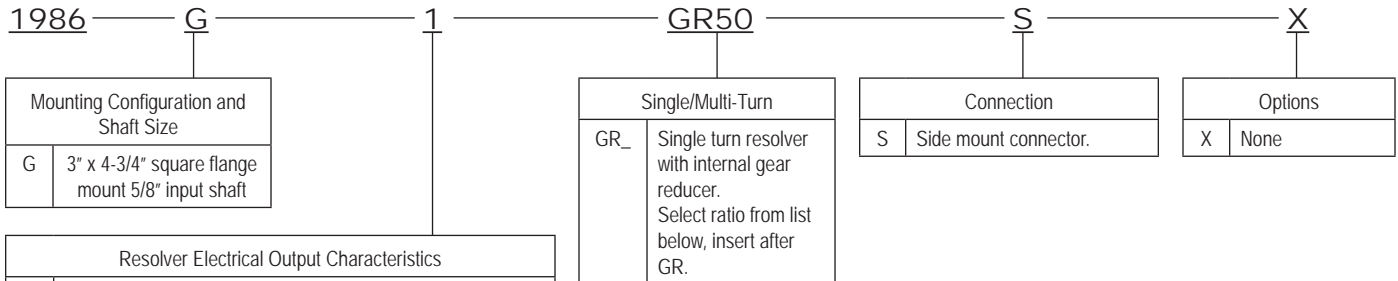 1986 G 1 GR50 S X
Mounting Configuration and
Shaft Size
G 3" x 4-3/4" square flange
mount 5/8" input shaft
Single/Multi-Turn
GR_ Single turn resolver
with internal gear
reducer.
Select ratio from list
below, insert after
GR.
Connection
S Side mount connector.
Options
X None
Resolver Electrical Output Characteristics